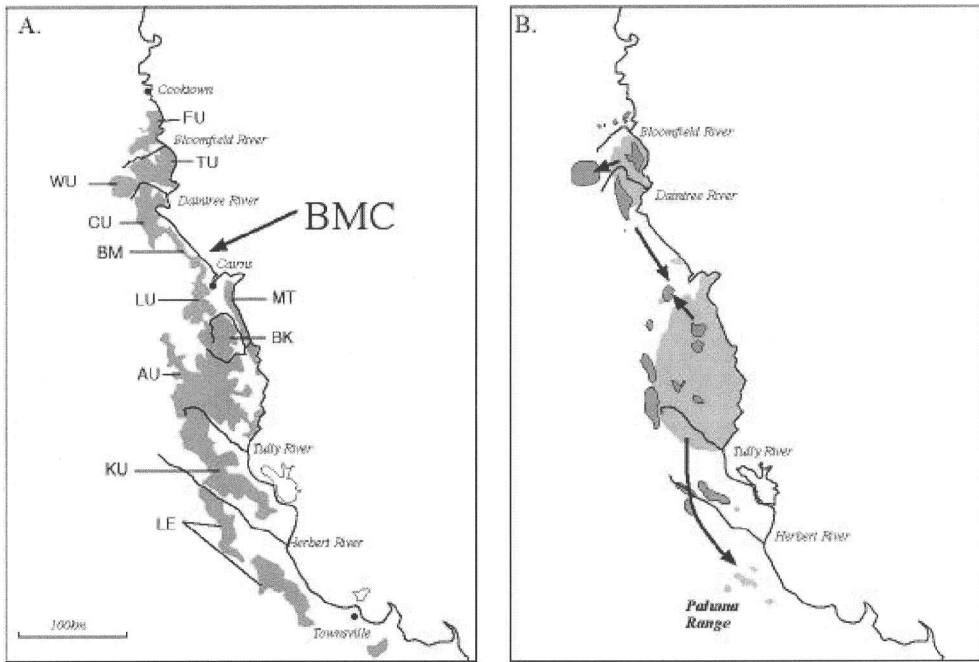 A.
Cooktown
FU
Bloomfield River
TU
WU
Daintree River
CU
BMC
BM
Cairns
LU
MT
BK
AU
Tully River
KU
LE
Herbert River
100km
Townsville
B.
Bloomfield River
Daintree River
Tully River
Herbert River
Paluma
Range